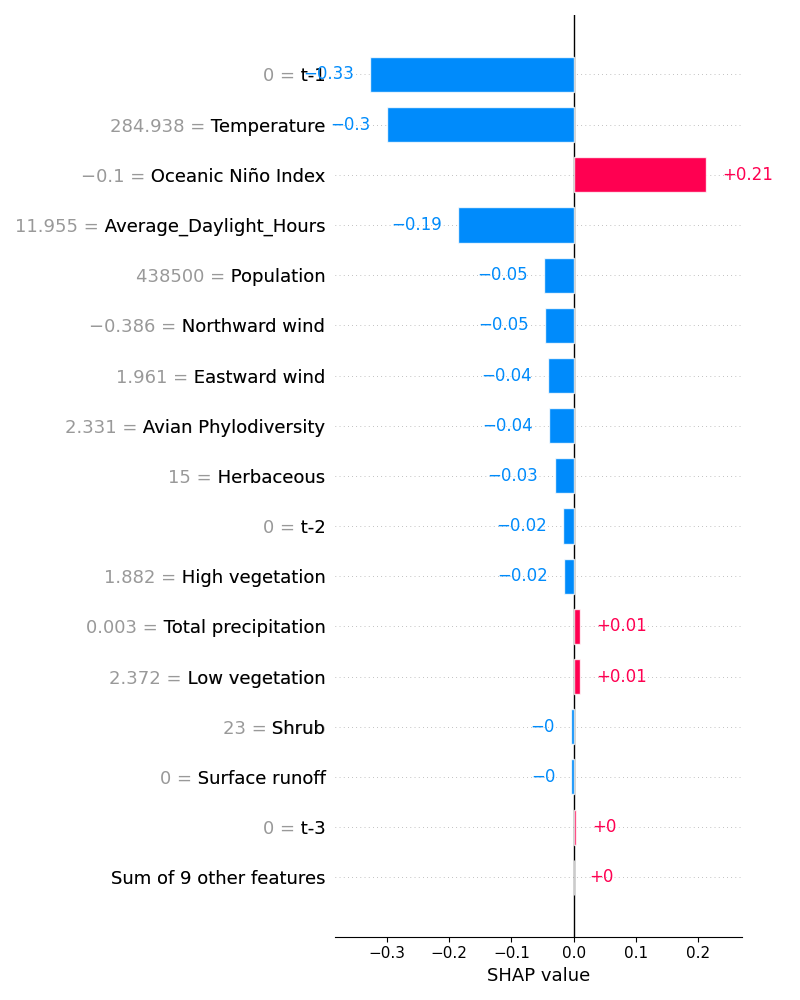 0 = t-1 −0.33
284.938 = Temperature −0.3
−0.1 = Oceanic Niño Index +0.21
11.955 = Average_Daylight_Hours −0.19
438500 = Population −0.05
−0.386 = Northward wind −0.05
1.961 = Eastward wind −0.04
2.331 = Avian Phylodiversity −0.04
15 = Herbaceous −0.03
0 = t-2 −0.02
1.882 = High vegetation −0.02
0.003 = Total precipitation +0.01
2.372 = Low vegetation +0.01
23 = Shrub −0
0 = Surface runoff −0
0 = t-3 +0
Sum of 9 other features +0
−0.3 −0.2 −0.1 0.0 0.1 0.2
SHAP value